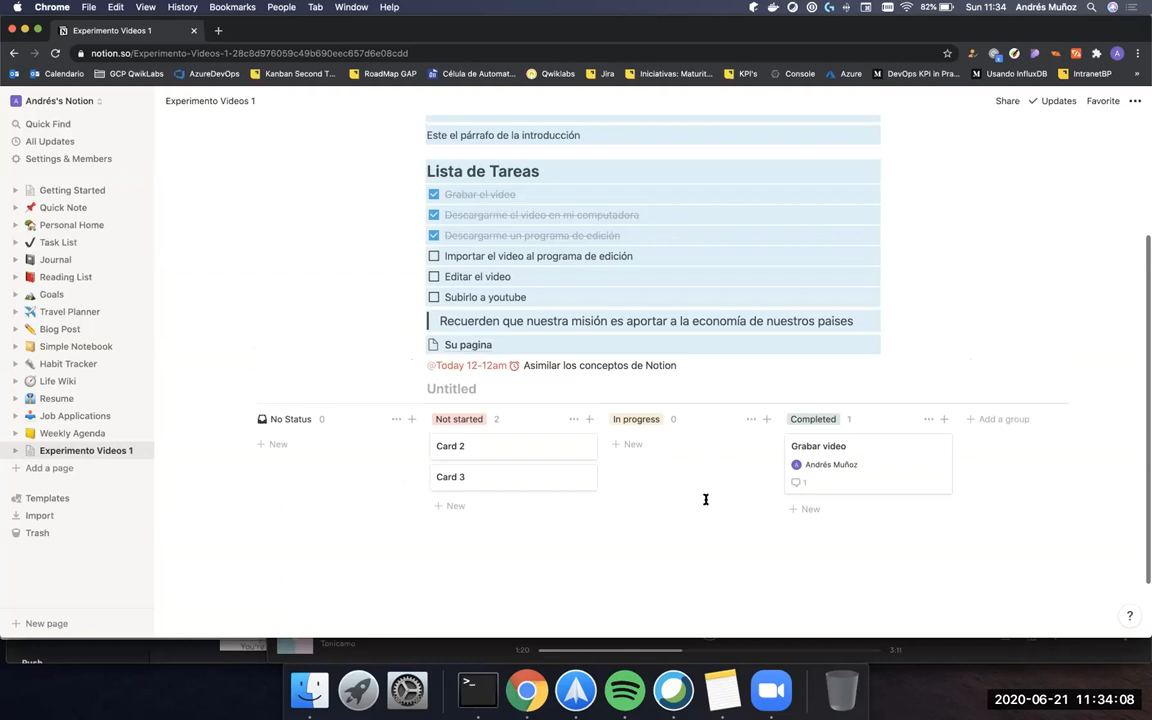 Chrome File Edit View History Bookmarks People Tab Window Help 82% Sun 11:34 Andrés Muñoz
Experimento Videos 1
notion.so/Experimento-Videos-1-28c8d976059c49b690eec657d6e08cdd
Calendario GCP QwikLabs AzureDevOps Kanban Second T... RoadMap GAP Célula de Automat... Qwiklabs Jira Iniciativas: Maturit... KPI's Console Azure DevOps KPI in Pra... Usando InfluxDB IntranetBP »
Andrés's Notion
Experimento Videos 1
Share Updates Favorite
Quick Find
All Updates
Settings & Members
Getting Started
Quick Note
Personal Home
Task List
Journal
Reading List
Goals
Travel Planner
Blog Post
Simple Notebook
Habit Tracker
Life Wiki
Resume
Job Applications
Weekly Agenda
Experimento Videos 1
Add a page
Templates
Import
Trash
New page
Este el párrafo de la introducción
Lista de Tareas
Grabar el video
Descargarme el video en mi computadora
Descargarme un programa de edición
Importar el video al programa de edición
Editar el video
Subirlo a youtube
Recuerden que nuestra misión es aportar a la economía de nuestros paises
Su pagina
@Today 12-12am Asimilar los conceptos de Notion
Untitled
No Status 0 Not started 2 In progress 0 Completed 1 Add a group
New
Card 2
Card 3
New
New
Grabar video
Andrés Muñoz
1
New
?
Push
You're
Tonicamo
1:20
3:11
2020-06-21 11:34:08